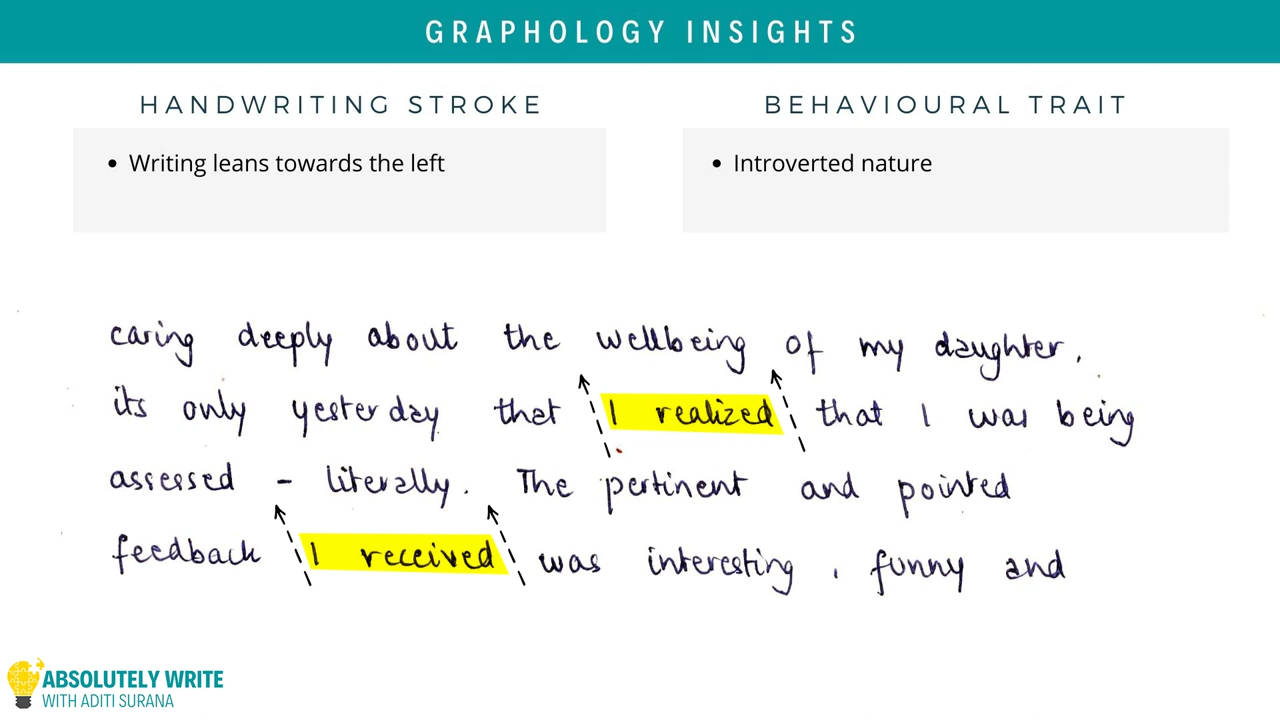 GRAPHOLOGY INSIGHTS
HANDWRITING STROKE
• Writing leans towards the left
BEHAVIOURAL TRAIT
• Introverted nature
caring deeply about the wellbeing of my daughter,
its only yesterday that I realized that I was being
assessed - literally. The pertinent and pointed
feedback I received was interesting, funny and
ABSOLUTELY WRITE
WITH ADITI SURANA